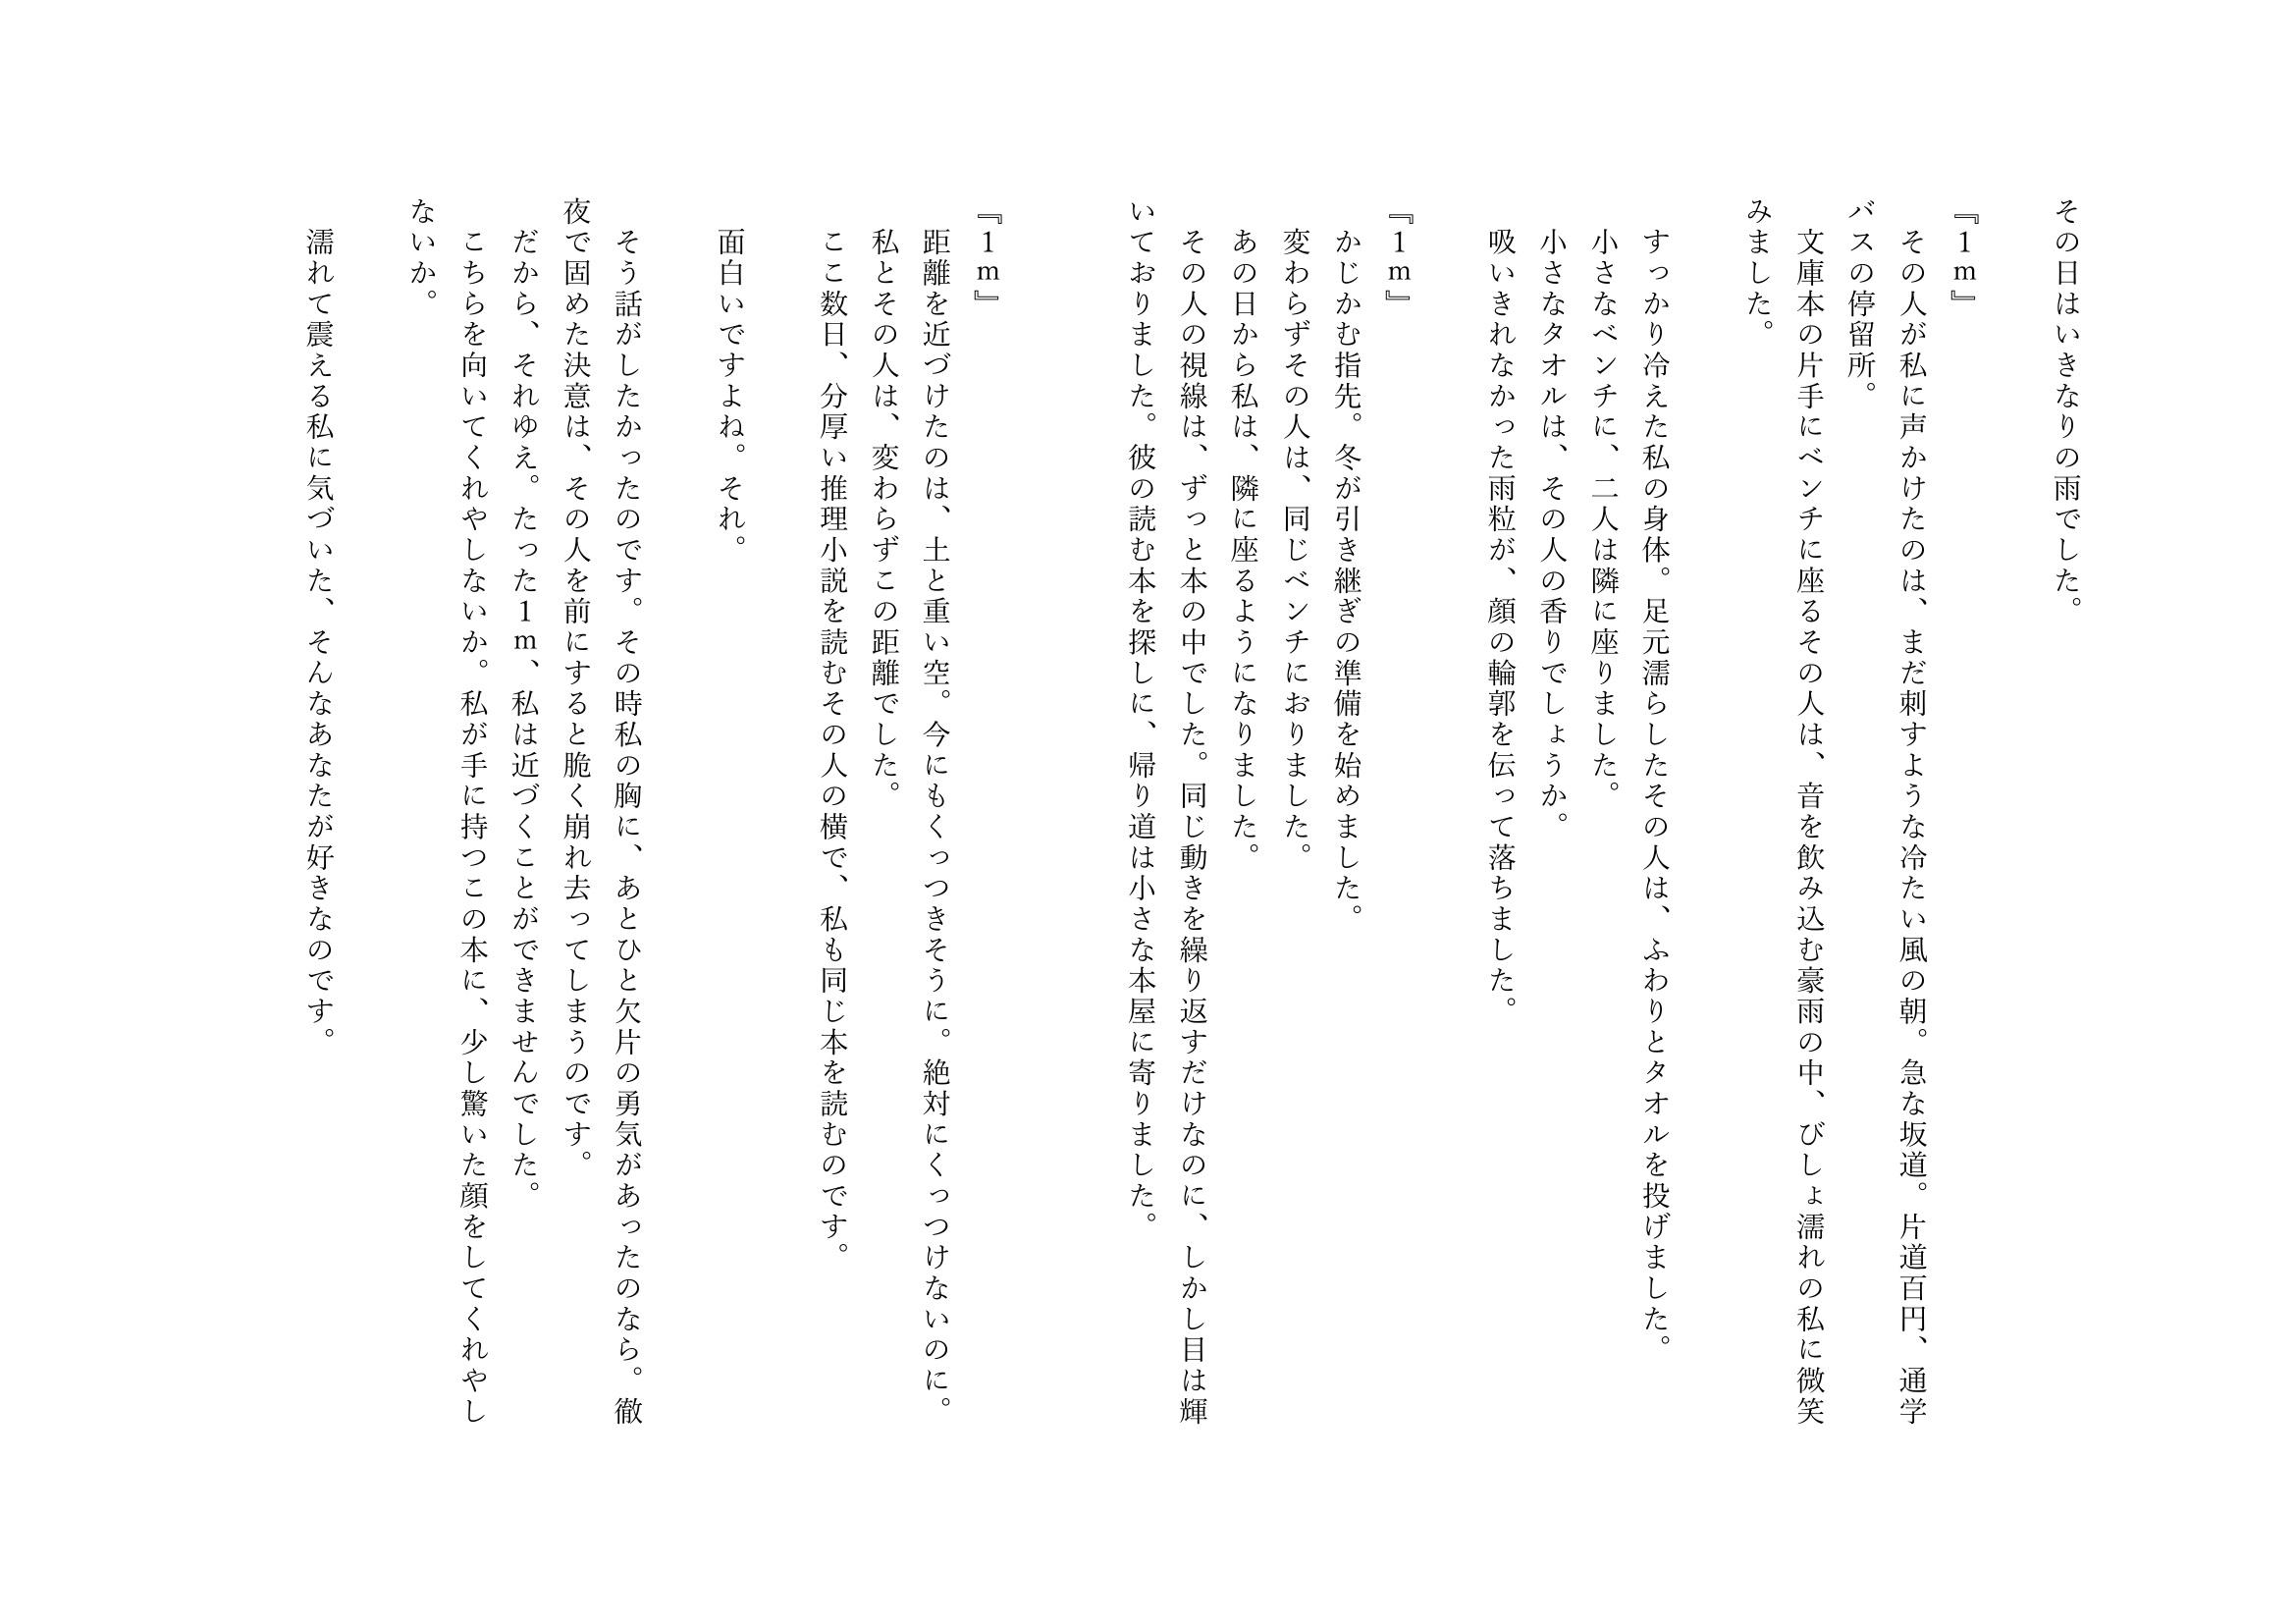 その日はいきなりの雨でした。
『1m』
その人が私に声かけたのは、まだ刺すような冷たい風の朝。急な坂道。片道百円、通学
バスの停留所。
文庫本の片手にベンチに座るその人は、音を飲み込む豪雨の中、びしょ濡れの私に微笑
みました。
すっかり冷えた私の身体。足元濡らしたその人は、ふわりとタオルを投げました。
小さなベンチに、二人は隣に座りました。
小さなタオルは、その人の香りでしょうか。
吸いきれなかった雨粒が、顔の輪郭を伝って落ちました。
『1m』
かじかむ指先。冬が引き継ぎの準備を始めました。
変わらずその人は、同じベンチにおりました。
あの日から私は、隣に座るようになりました。
その人の視線は、ずっと本の中でした。同じ動きを繰り返すだけなのに、しかし目は輝
いておりました。彼の読む本を探しに、帰り道は小さな本屋に寄りました。
『1m』
距離を近づけたのは、土と重い空。今にもくっつきそうに。絶対にくっつけないのに。
私とその人は、変わらずこの距離でした。
ここ数日、分厚い推理小説を読むその人の横で、私も同じ本を読むのです。
面白いですよね。それ。
そう話がしたかったのです。その時私の胸に、あとひと欠片の勇気があったのなら。徹
夜で固めた決意は、その人を前にすると脆く崩れ去ってしまうのです。
だから、それゆえ。たった1m、私は近づくことができませんでした。
こちらを向いてくれやしないか。私が手に持つこの本に、少し驚いた顔をしてくれやし
ないか。
濡れて震える私に気づいた、そんなあなたが好きなのです。